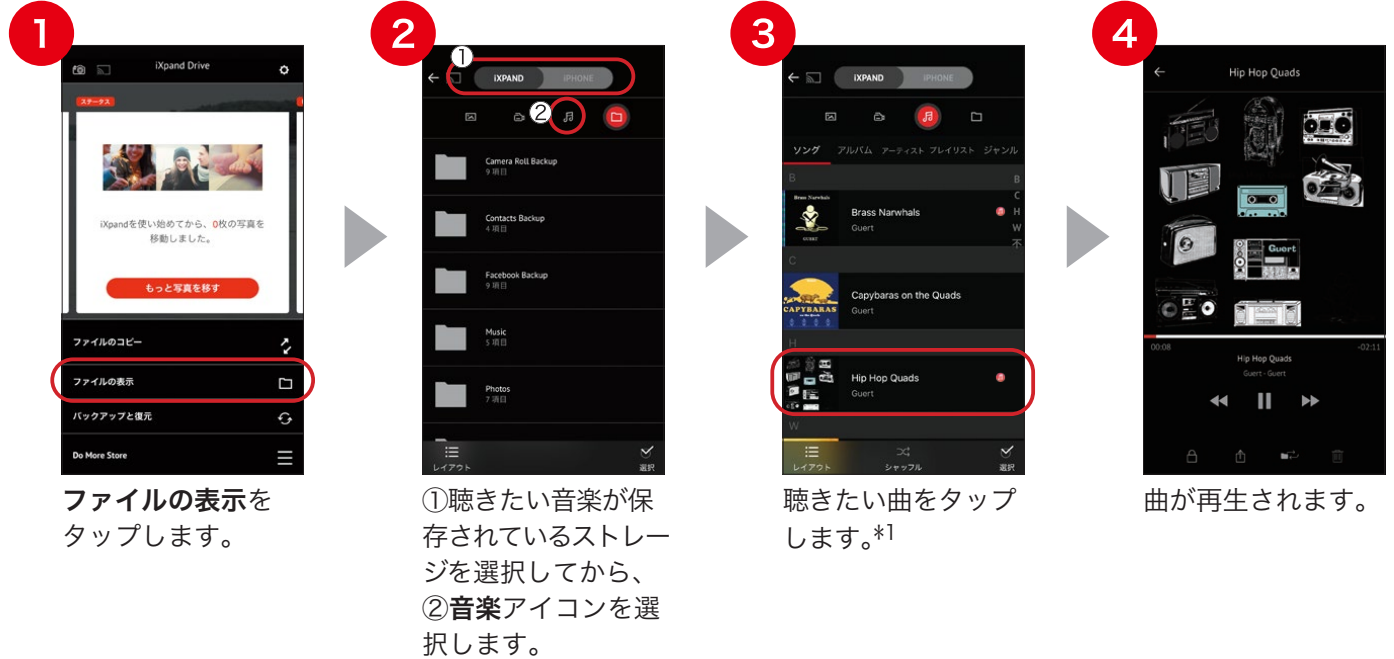 1
iXpand Drive
ステータス
iXpandを使い始めてから、0枚の写真を
移動しました。
もっと写真を移す
ファイルのコピー
ファイルの表示
バックアップと復元
Do More Store
ファイルの表示を
タップします。
2
①
iXPAND
iPHONE
②
Camera Roll Backup
9 項目
Contacts Backup
4 項目
Facebook Backup
9 項目
Music
5 項目
Photos
7 項目
レイアウト
選択
①聴きたい音楽が保
存されているストレー
ジを選択してから、
②音楽アイコンを選
択します。
3
iXPAND
iPHONE
ソング アルバム アーティスト プレイリスト ジャンル
B
B
C
H
W
不
Brass Narwhals
GUERT
Brass Narwhals
Guert
C
CAPYBARAS
Capybaras on the Quads
Guert
H
Hip Hop Quads
Guert
W
レイアウト
シャッフル
選択
聴きたい曲をタップ
します。*1
4
Hip Hop Quads
Guert
00:08
-02:11
Hip Hop Quads
Guert - Guert
曲が再生されます。